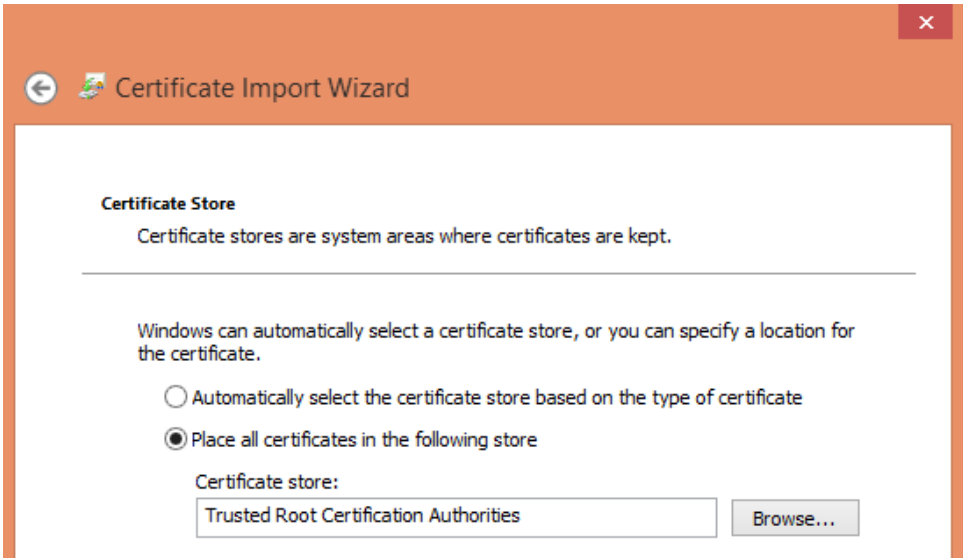 Certificate Import Wizard
Certificate Store
Certificate stores are system areas where certificates are kept.
Windows can automatically select a certificate store, or you can specify a location for
the certificate.
Automatically select the certificate store based on the type of certificate
Place all certificates in the following store
Certificate store:
Trusted Root Certification Authorities
Browse...